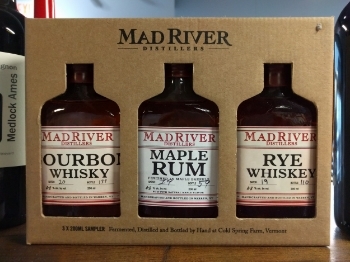 MAD RIVER
DISTILLERS
Medlock Ames
MAD RIVER
DISTILLERS
OURBO
WHISKY
MAD RIVER
DISTILLERS
MAPLE
RUM
MAD RIVER
DISTILLERS
RYE
WHISKEY
3 X 200ML SAMPLER
Distilled and Bottled by Hand at Cold Spring Farm, Vermont